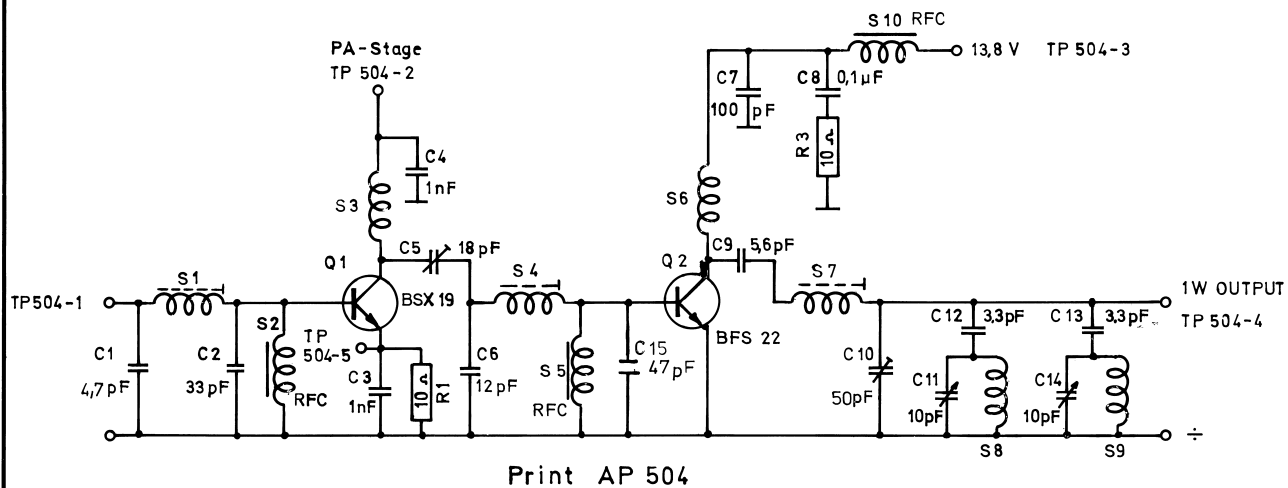 S10 RFC
PA-Stage
TP 504-2
13,8 V TP 504-3
C7
100 pF
C8 0,1µF
R3
10 Ω
C4
1nF
S3
S6
C5 18pF
C9 5,6pF
Q1
Q2
S1
S4
S7
TP504-1
BSX 19
BFS 22
1W OUTPUT
TP 504-4
S2
RFC
TP
504-5
C1
4,7pF
C2
33pF
C3
1nF
R1
10 Ω
C6
12pF
S5
RFC
C15
47pF
C10
50pF
C12 3,3pF
C13 3,3pF
C11
10pF
C14
10pF
S8
S9
÷
Print AP 504